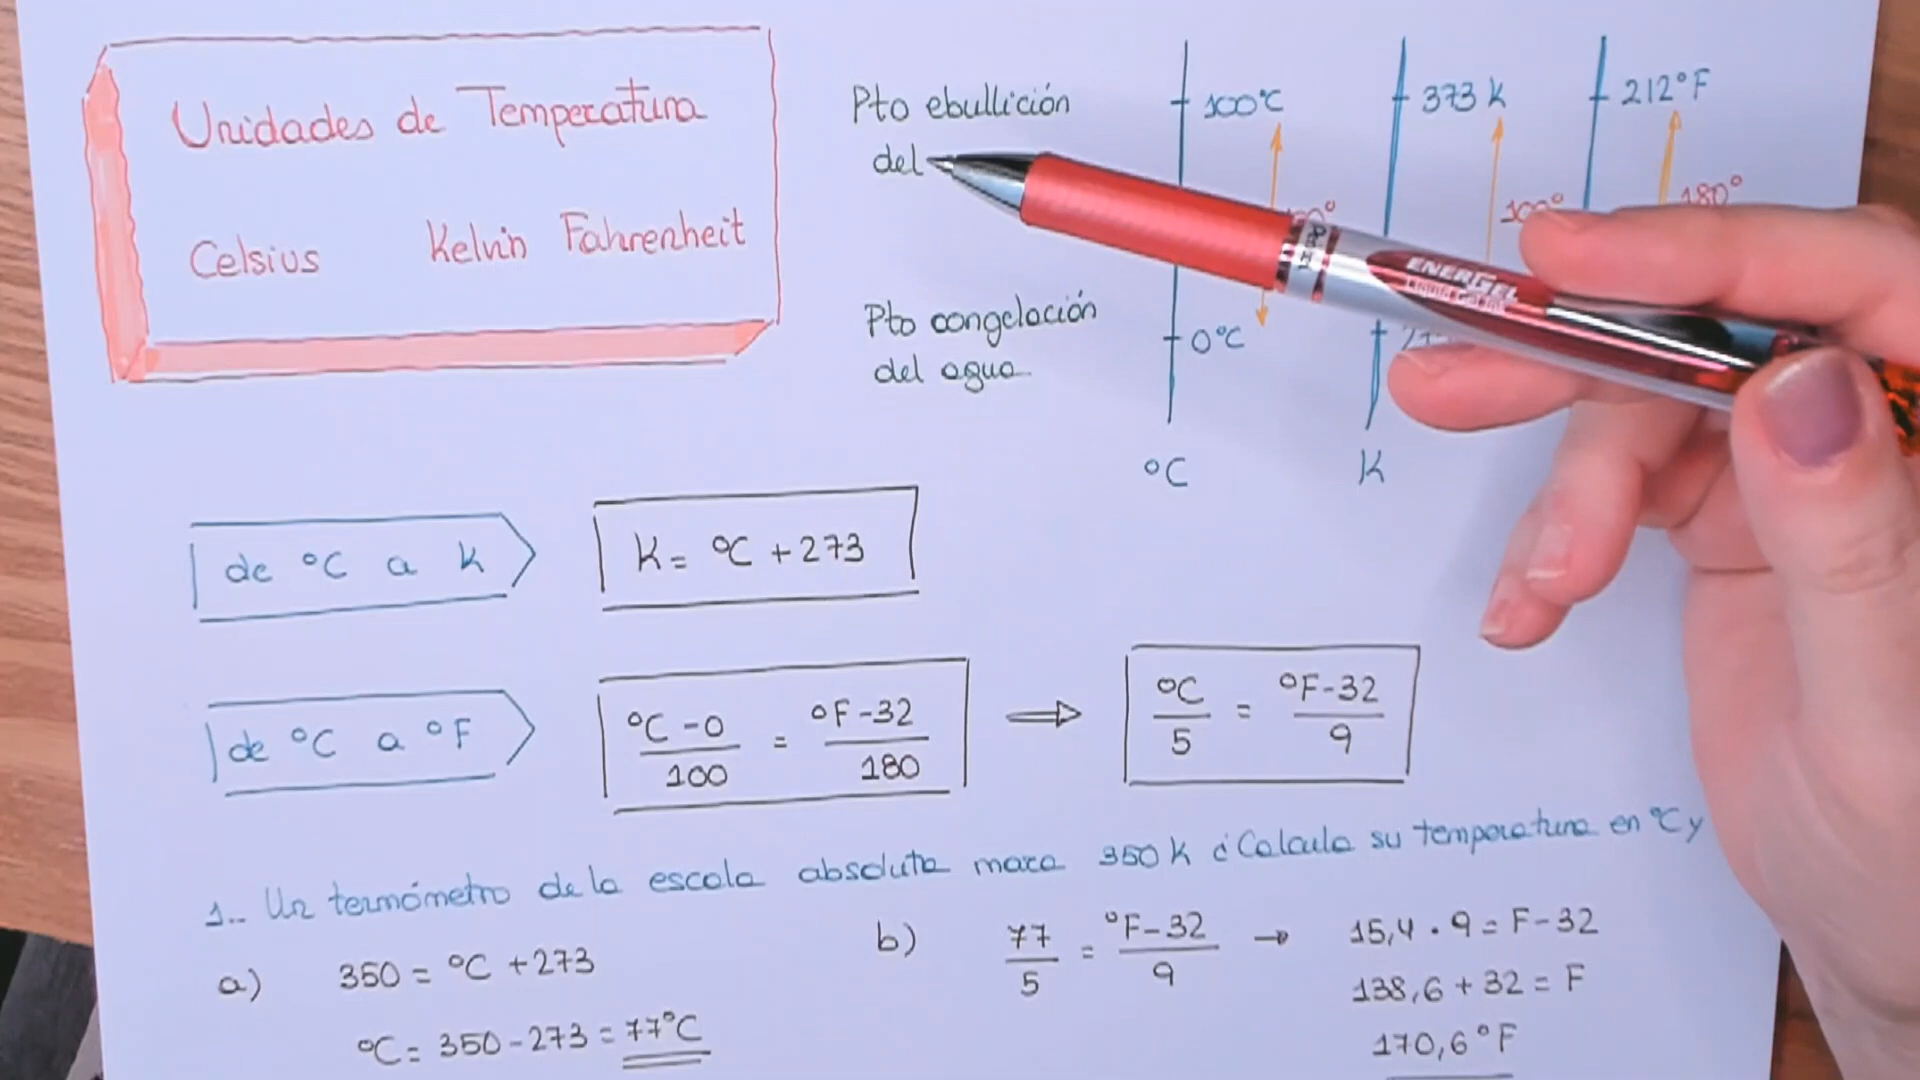 Unidades de Temperatura
Celsius Kelvin Fahrenheit
Pto ebullición
del
Pto congelación
del agua
100°C
0°C
°C
373 K
100°
K
212°F
180°
ENERGEL
de °C a K
K = °C + 273
de °C a °F
°C - 0 / 100 = °F - 32 / 180 ⇒ °C / 5 = °F - 32 / 9
1.- Un termómetro de la escala absoluta marca 350 K ¿Calcula su temperatura en °C y
a) 350 = °C + 273
°C = 350 - 273 = 77°C
b) 77 / 5 = °F - 32 / 9 → 15,4 · 9 = F - 32
138,6 + 32 = F
170,6 °F